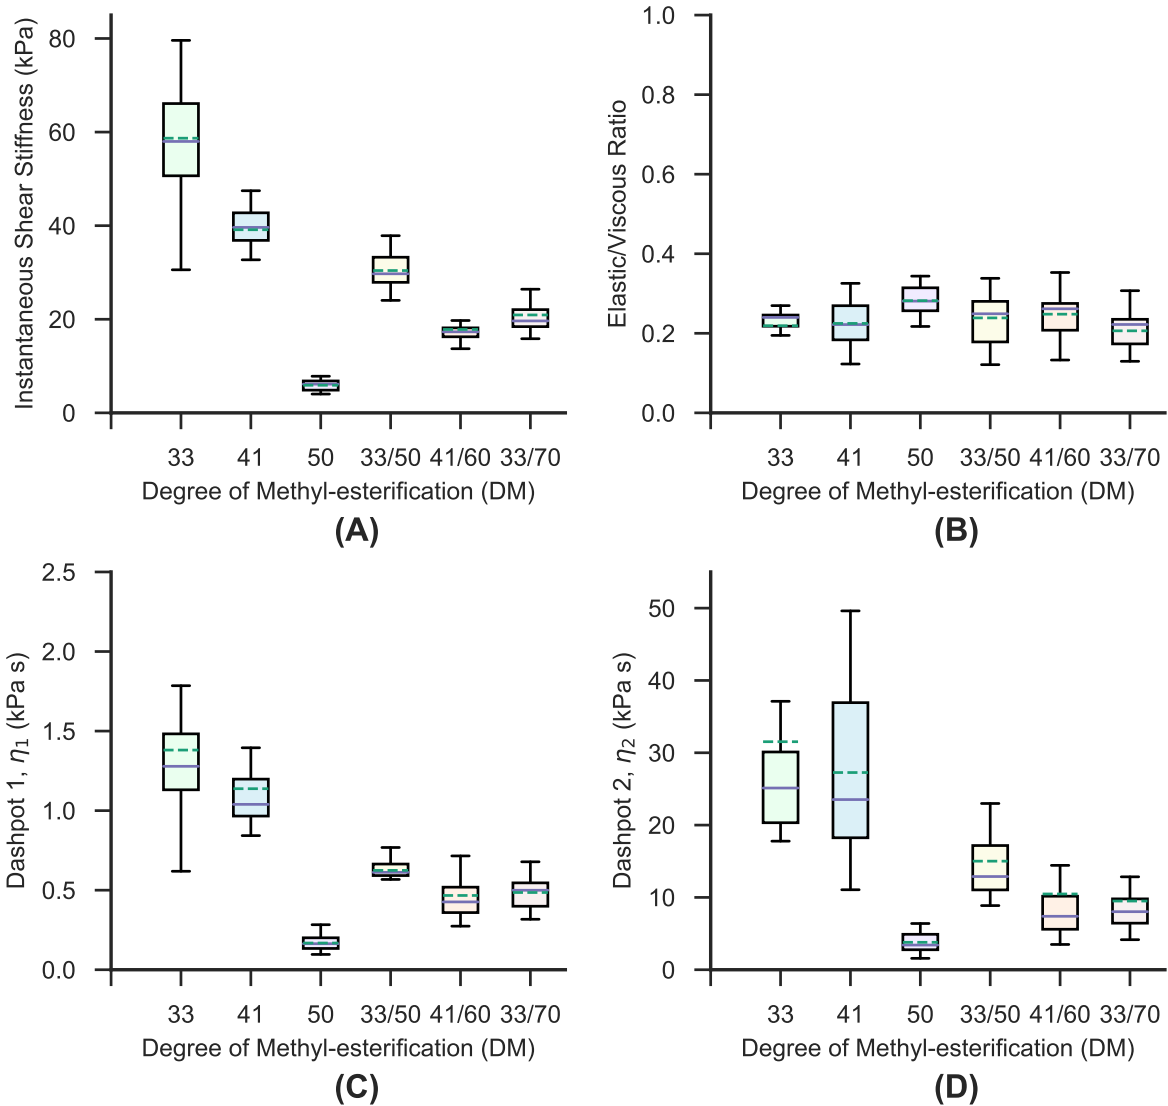 Instantaneous Shear Stiffness (kPa)
80
60
40
20
0
33 41 50 33/50 41/60 33/70
Degree of Methyl-esterification (DM)
(A)
Elastic/Viscous Ratio
1.0
0.8
0.6
0.4
0.2
0.0
33 41 50 33/50 41/60 33/70
Degree of Methyl-esterification (DM)
(B)
Dashpot 1, η₁ (kPa s)
2.5
2.0
1.5
1.0
0.5
0.0
33 41 50 33/50 41/60 33/70
Degree of Methyl-esterification (DM)
(C)
Dashpot 2, η₂ (kPa s)
50
40
30
20
10
0
33 41 50 33/50 41/60 33/70
Degree of Methyl-esterification (DM)
(D)